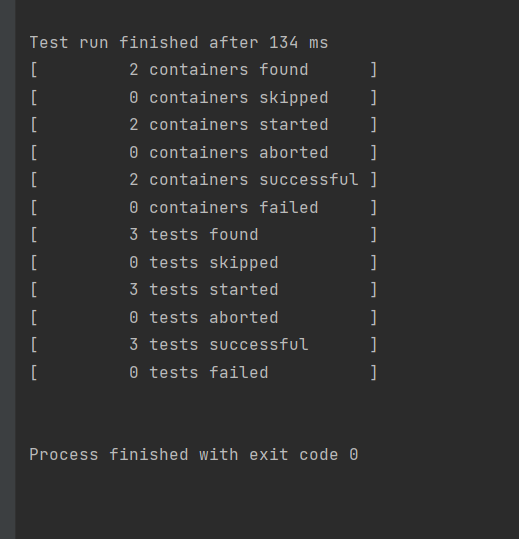 Test run finished after 134 ms
[         2 containers found      ]
[         0 containers skipped    ]
[         2 containers started    ]
[         0 containers aborted    ]
[         2 containers successful ]
[         0 containers failed     ]
[         3 tests found           ]
[         0 tests skipped         ]
[         3 tests started         ]
[         0 tests aborted         ]
[         3 tests successful      ]
[         0 tests failed          ]
Process finished with exit code 0